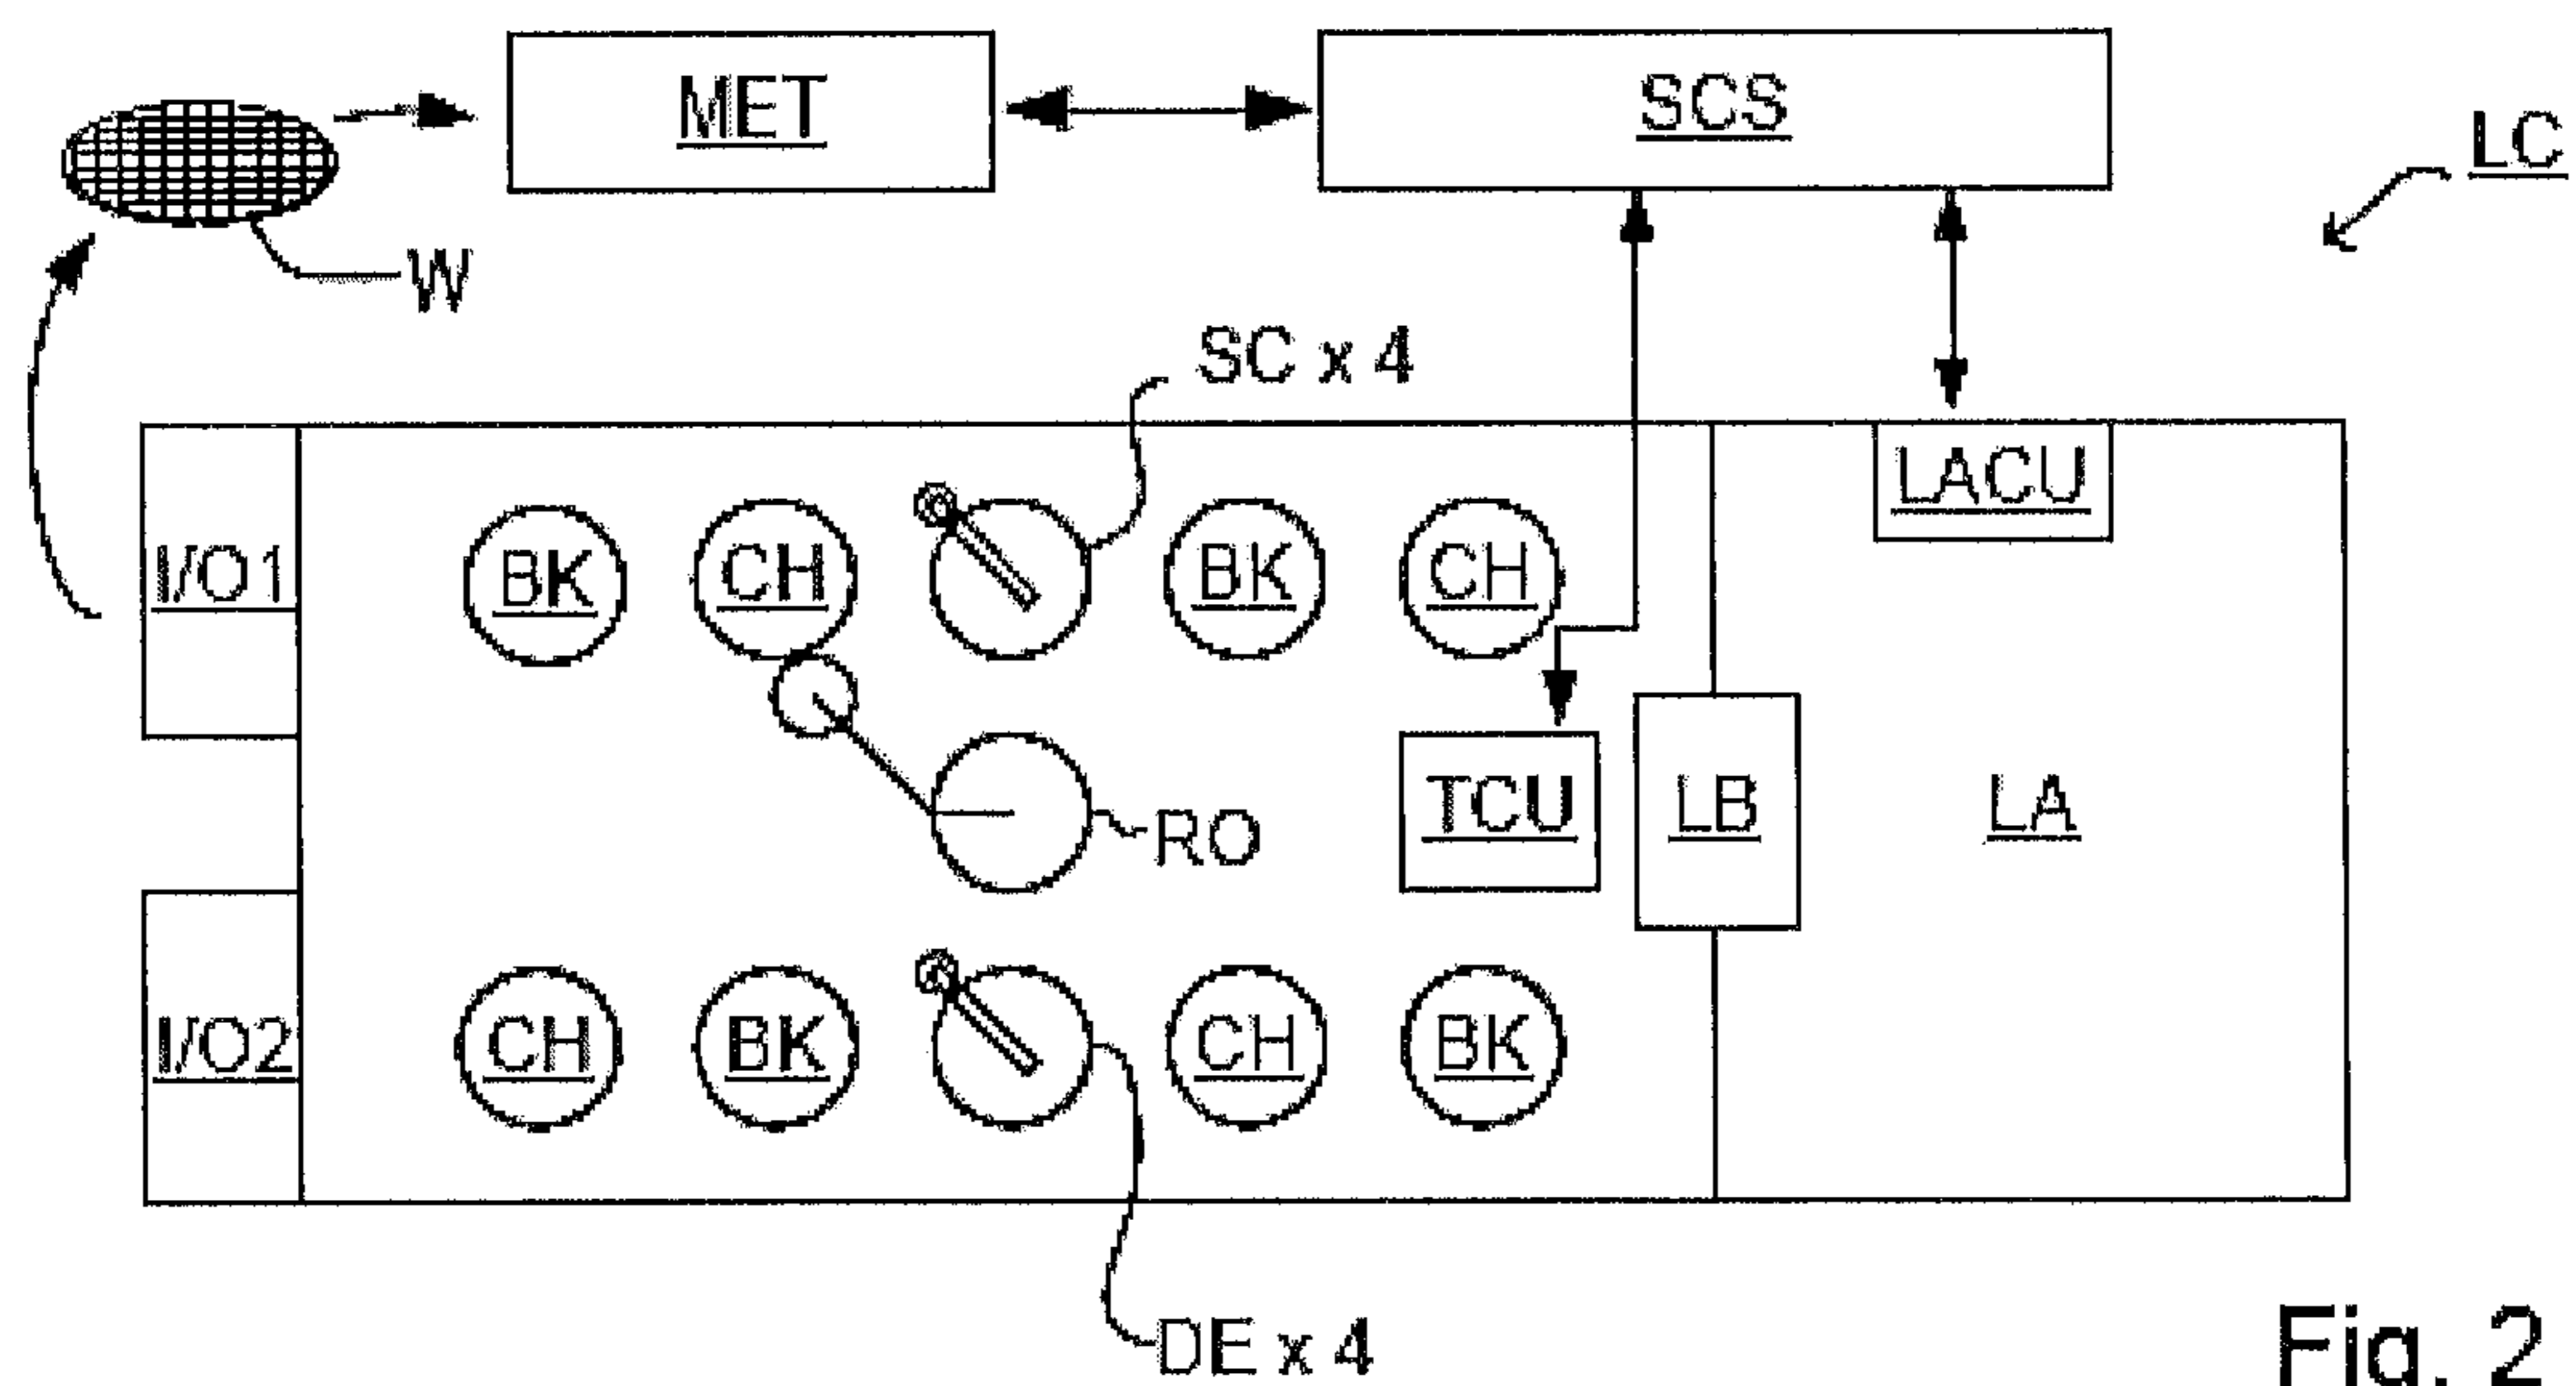 MET
SCS
LC
W
SC x 4
LACU
I/O1
BK
CH
BK
CH
TCU
LB
LA
RO
I/O2
CH
BK
CH
BK
DE x 4
Fig. 2